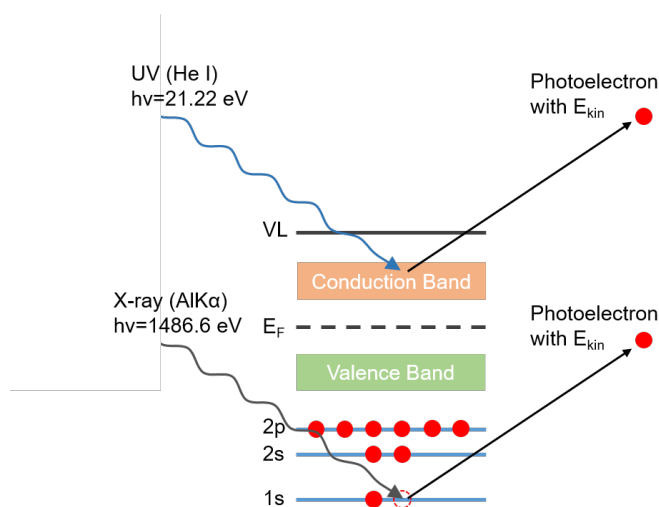 UV (He I)
hv=21.22 eV
Photoelectron
with Ekin
VL
Conduction Band
X-ray (AlKα)
hv=1486.6 eV
EF
Photoelectron
with Ekin
Valence Band
2p
2s
1s